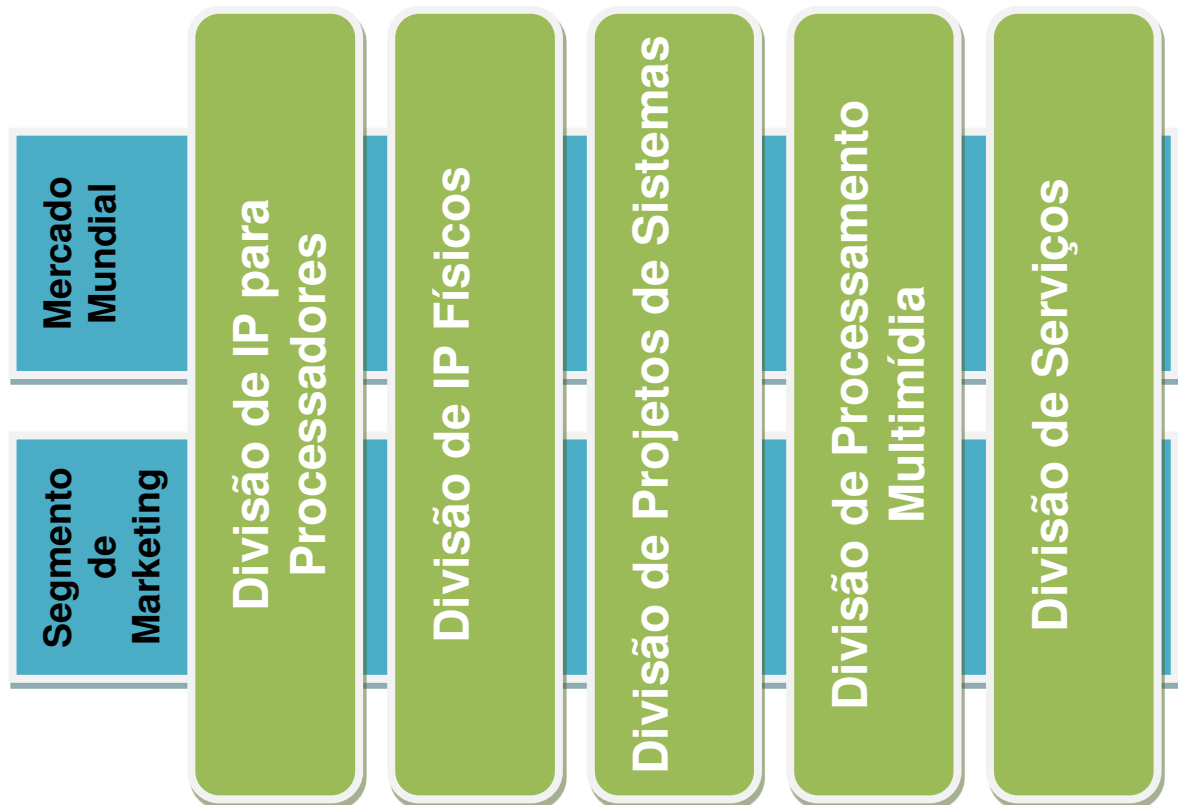 Mercado
Mundial
Segmento
de
Marketing
Divisão de IP para
Processadores
Divisão de IP Físicos
Divisão de Projetos de Sistemas
Divisão de Processamento
Multimídia
Divisão de Serviços